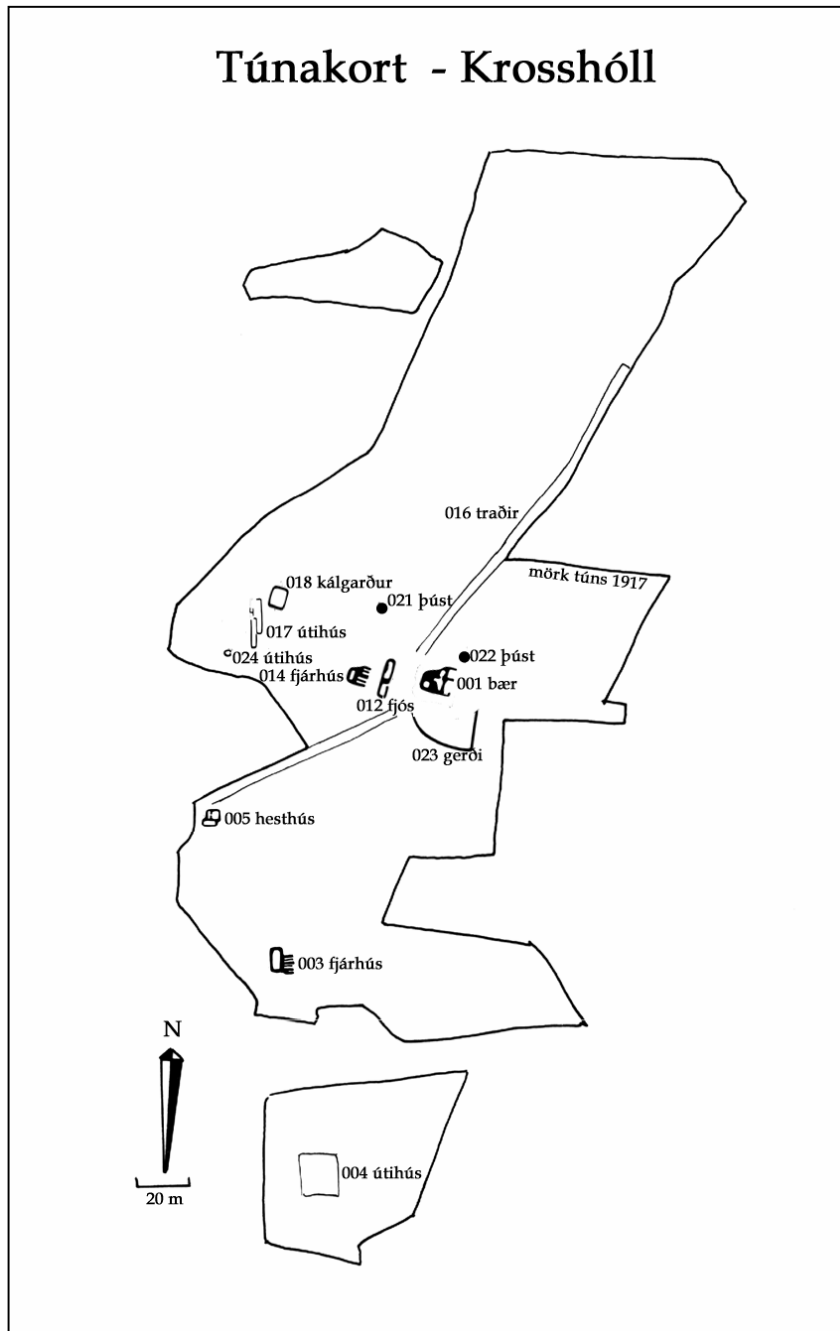 Túnakort - Krosshóll
016 traðir
mörk túns 1917
018 kálgarður
021 þúst
017 útihús
024 útihús
022 þúst
014 fjárhús
001 bær
012 fjós
023 gerði
005 hesthús
003 fjárhús
N
004 útihús
20 m